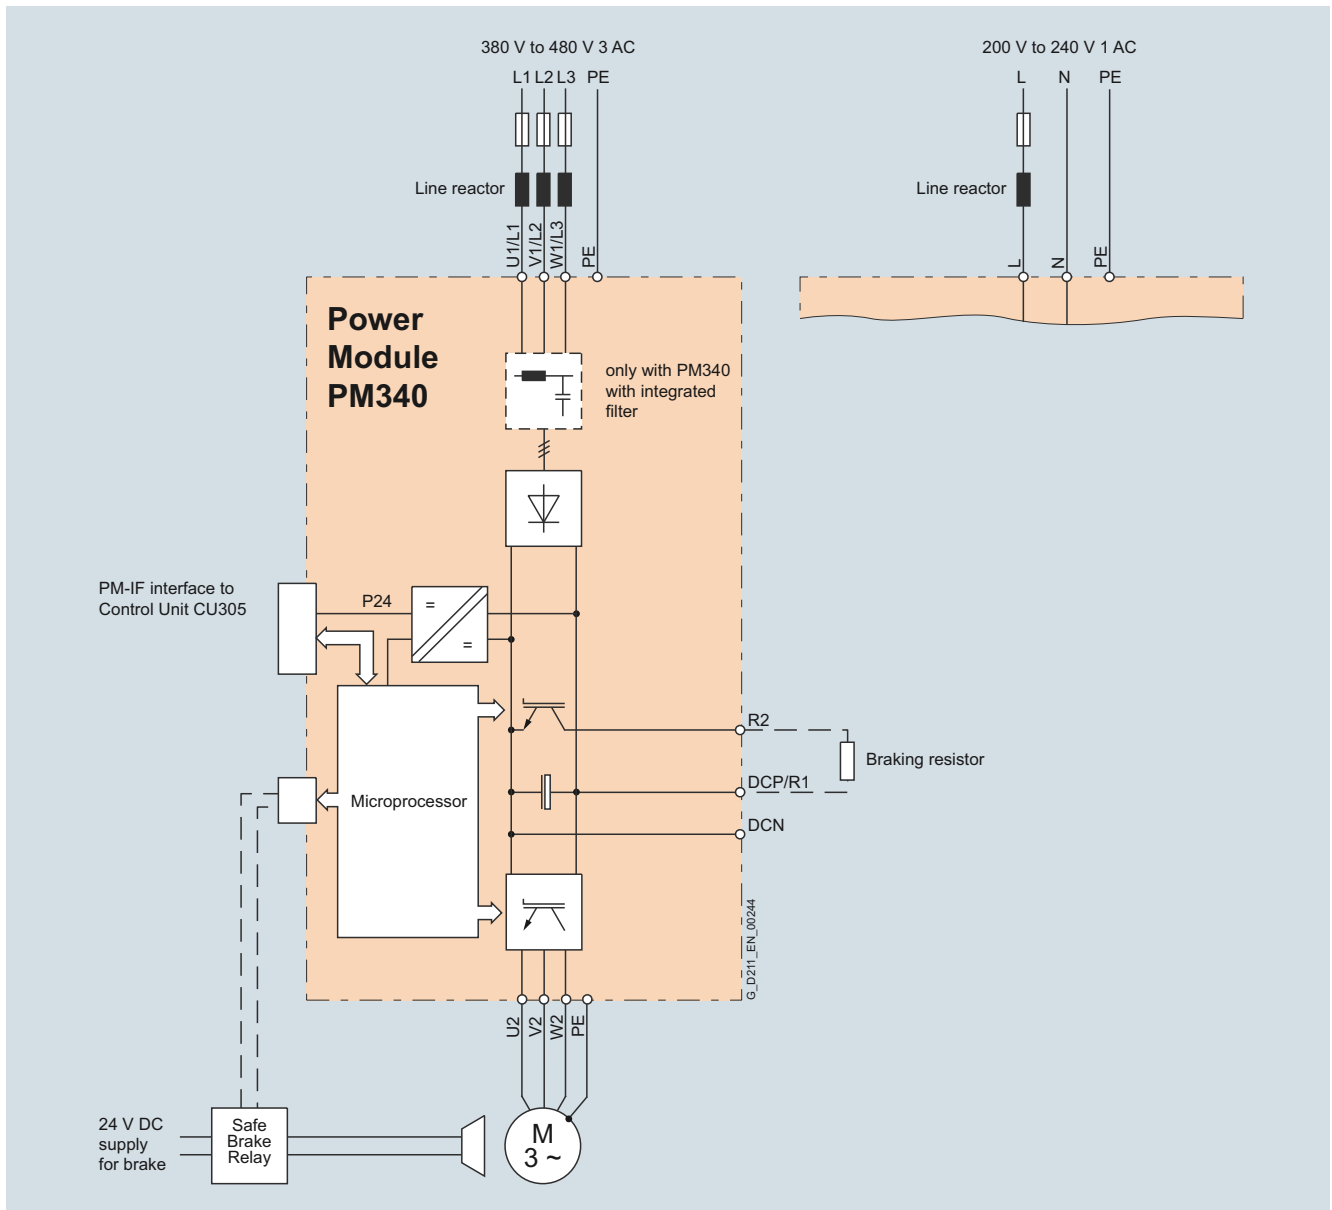 380 V to 480 V 3 AC
200 V to 240 V 1 AC
L1 L2 L3 PE
L N PE
Line reactor
Line reactor
U1/L1
V1/L2
W1/L3
PE
L
N
PE
Power
Module
PM340
only with PM340
with integrated
filter
PM-IF interface to
Control Unit CU305
P24
=
=
R2
Braking resistor
DCP/R1
Microprocessor
DCN
G_D211_EN_00244
U2
V2
W2
PE
24 V DC
supply
for brake
Safe
Brake
Relay
M
3 ~